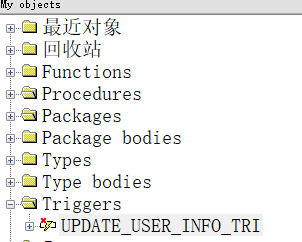 My objects
最近对象
回收站
Functions
Procedures
Packages
Package bodies
Types
Type bodies
Triggers
UPDATE_USER_INFO_TRI